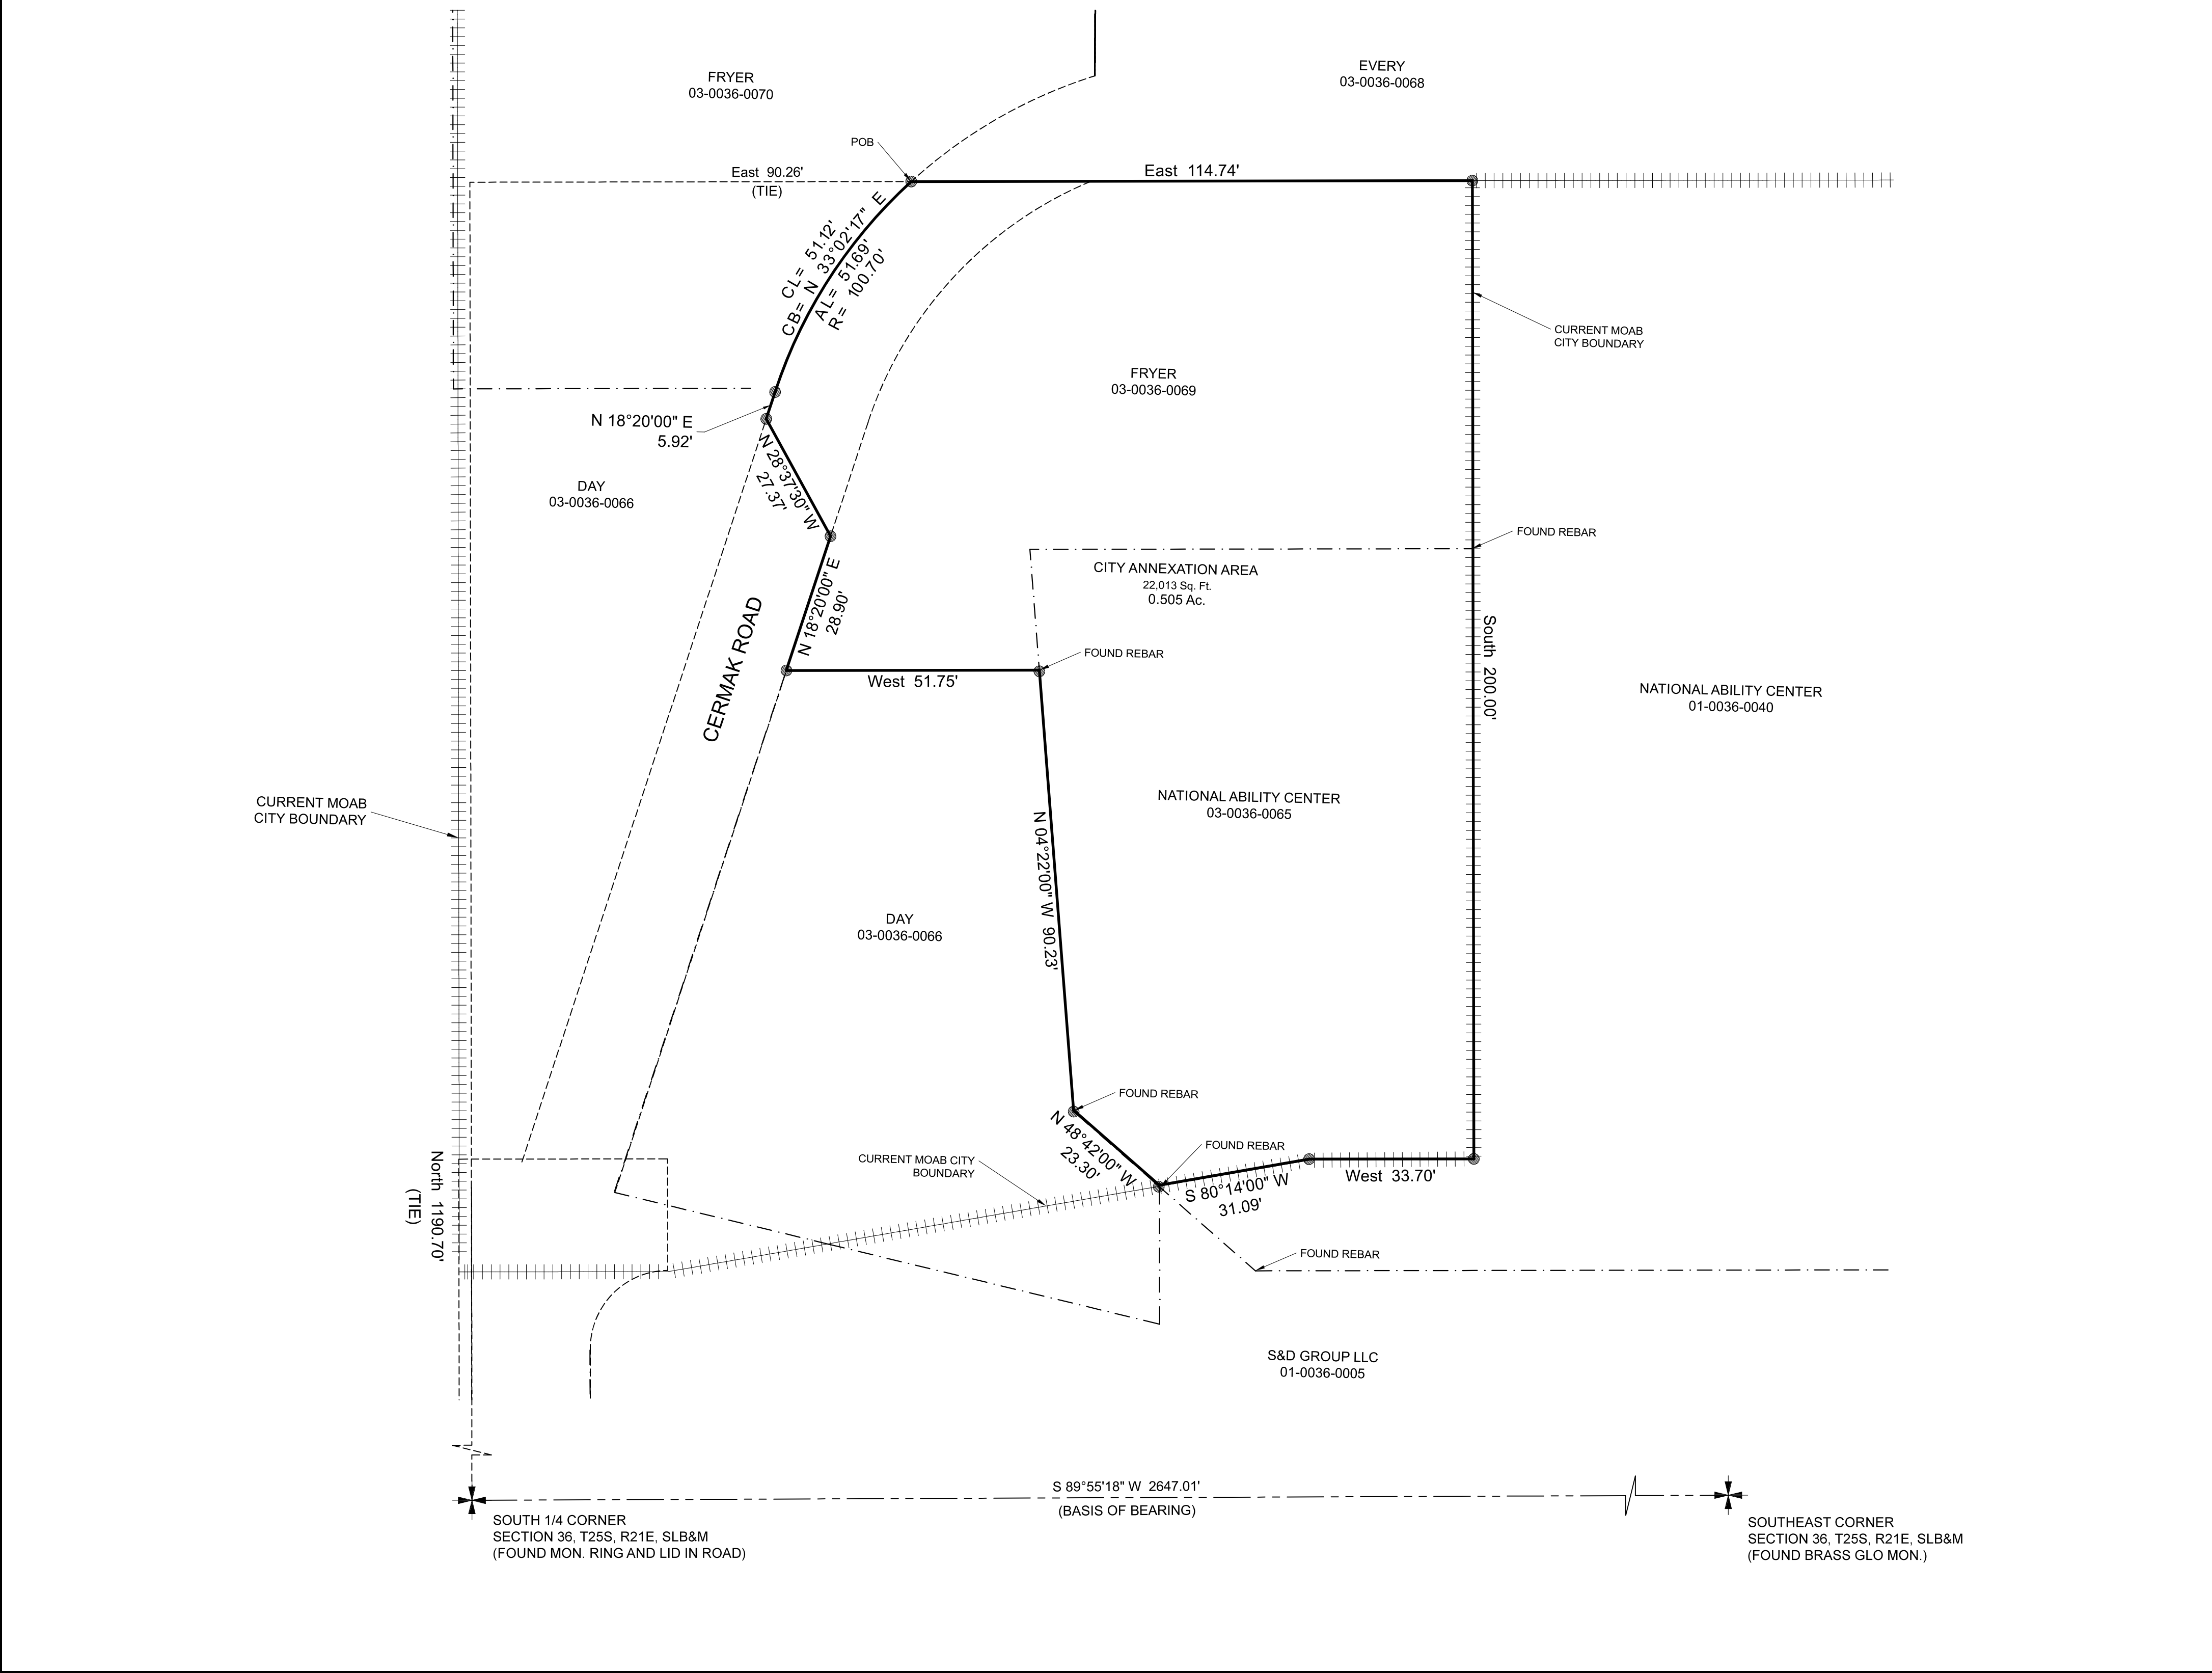 FRYER
03-0036-0070
EVERY
03-0036-0068
POB
East  90.26'
(TIE)
East  114.74'
CL=  51.12'
CB=  N  33°02'17"  E
AL=  51.69'
R=  100.70'
CURRENT MOAB
CITY BOUNDARY
FRYER
03-0036-0069
N 18°20'00" E
5.92'
N 28°37'30" W
27.37'
DAY
03-0036-0066
FOUND REBAR
CITY ANNEXATION AREA
22,013 Sq. Ft.
0.505 Ac.
N 18°20'00" E
28.90'
CERMAK ROAD
FOUND REBAR
West  51.75'
South  200.00'
NATIONAL ABILITY CENTER
01-0036-0040
CURRENT MOAB
CITY BOUNDARY
NATIONAL ABILITY CENTER
03-0036-0065
N 04°22'00" W  90.23'
DAY
03-0036-0066
FOUND REBAR
N 48°42'00" W
23.30'
FOUND REBAR
CURRENT MOAB CITY
BOUNDARY
S 80°14'00" W
31.09'
West  33.70'
North  1190.70'
(TIE)
FOUND REBAR
S&D GROUP LLC
01-0036-0005
S 89°55'18" W  2647.01'
(BASIS OF BEARING)
SOUTH 1/4 CORNER
SECTION 36, T25S, R21E, SLB&M
(FOUND MON. RING AND LID IN ROAD)
SOUTHEAST CORNER
SECTION 36, T25S, R21E, SLB&M
(FOUND BRASS GLO MON.)